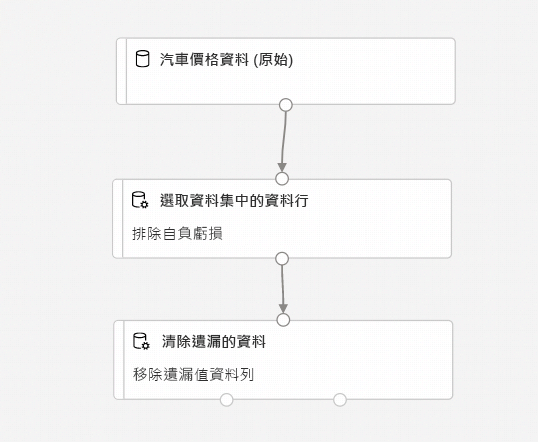 汽車價格資料 (原始)
選取資料集中的資料行
排除自負虧損
清除遺漏的資料
移除遺漏值資料列